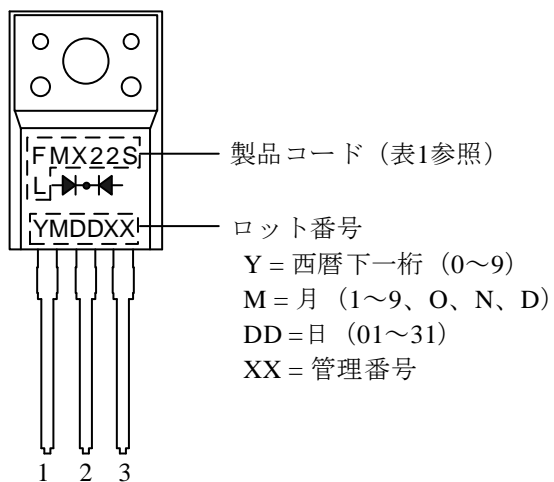 FMX22S
L
製品コード（表1参照）
YMDDXX
ロット番号
Y = 西暦下一桁（0～9）
M = 月（1～9、O、N、D）
DD =日（01～31）
XX = 管理番号
1 2 3